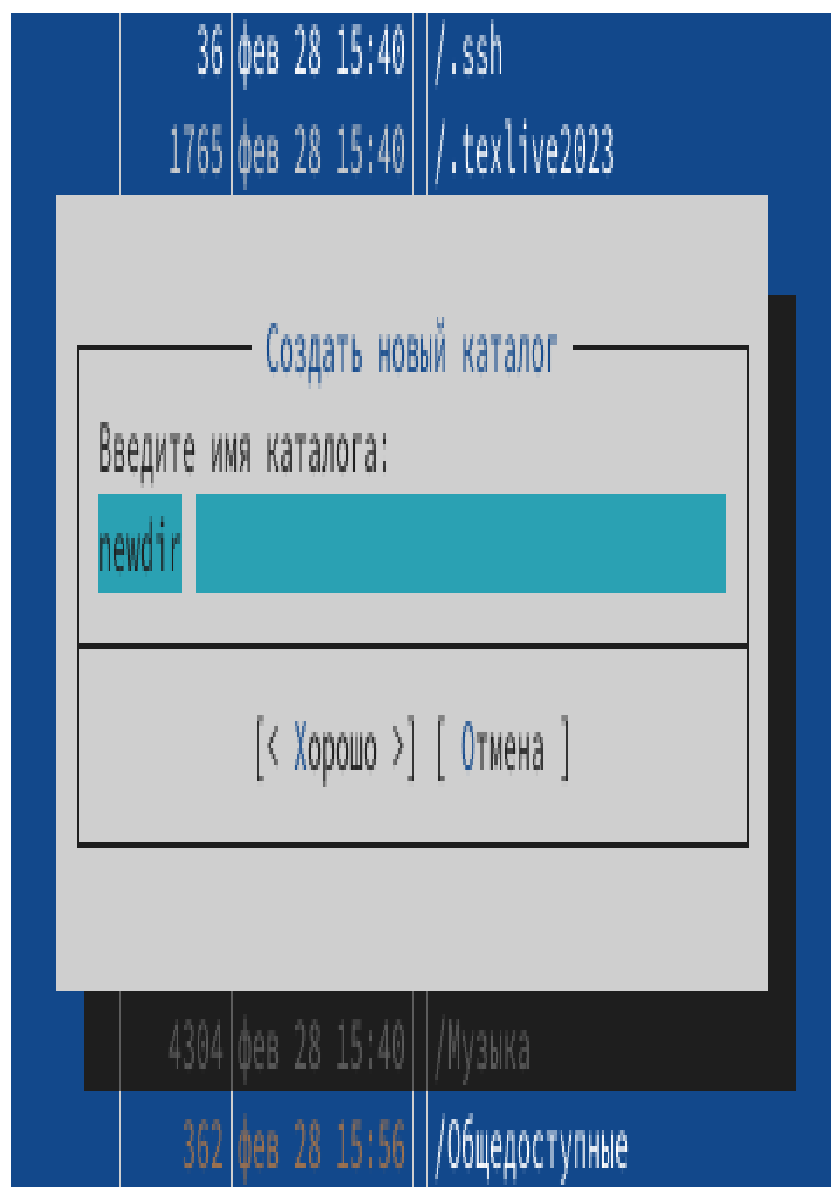 36 фев 28 15:40 /.ssh
1765 фев 28 15:40 /.texlive2023
Создать новый каталог
Введите имя каталога:
newdir
[< Хорошо >] [ Отмена ]
4304 фев 28 15:40 /Музыка
362 фев 28 15:56 /Общедоступные